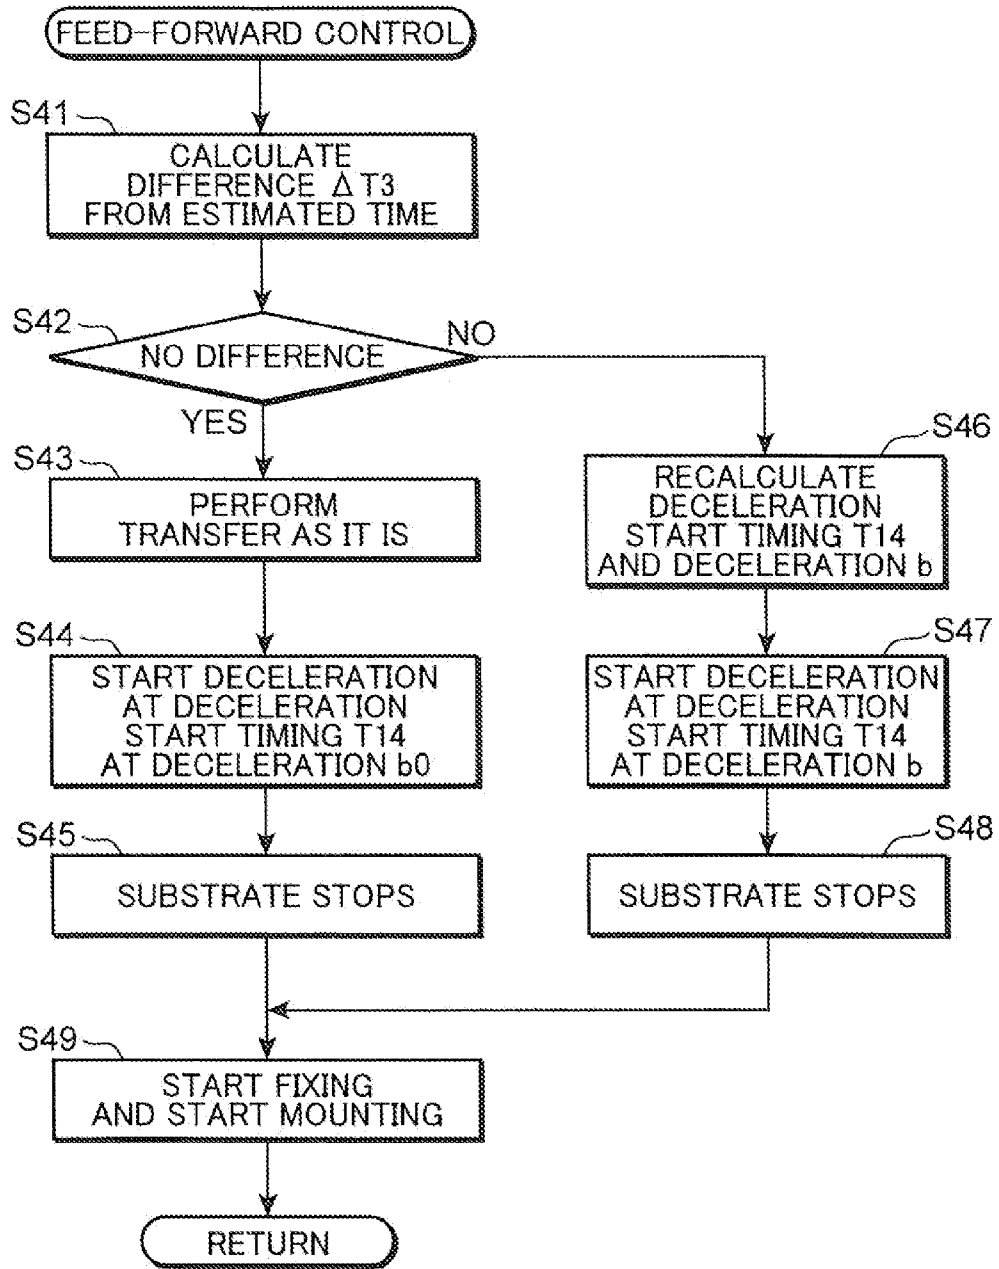 FEED-FORWARD CONTROL
S41
CALCULATE
DIFFERENCE Δ T3
FROM ESTIMATED TIME
S42
NO DIFFERENCE
NO
YES
S43
PERFORM
TRANSFER AS IT IS
S46
RECALCULATE
DECELERATION
START TIMING T14
AND DECELERATION b
S44
START DECELERATION
AT DECELERATION
START TIMING T14
AT DECELERATION b0
S47
START DECELERATION
AT DECELERATION
START TIMING T14
AT DECELERATION b
S45
SUBSTRATE STOPS
S48
SUBSTRATE STOPS
S49
START FIXING
AND START MOUNTING
RETURN